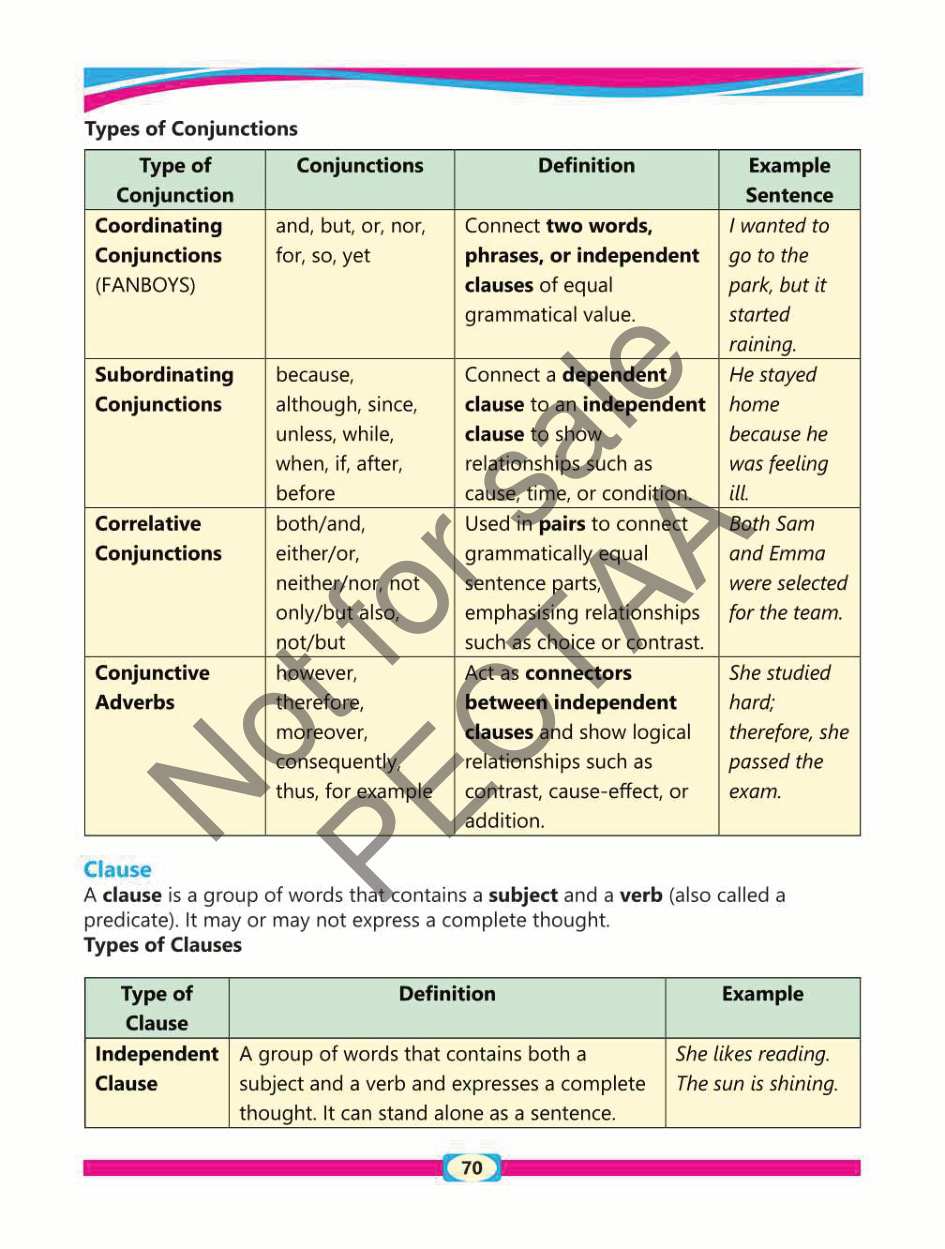 Types of Conjunctions
Type of
Conjunction
Conjunctions
Definition
Example
Sentence
Coordinating
Conjunctions
(FANBOYS)
and, but, or, nor,
for, so, yet
Connect two words,
phrases, or independent
clauses of equal
grammatical value.
I wanted to
go to the
park, but it
started
raining.
Subordinating
Conjunctions
because,
although, since,
unless, while,
when, if, after,
before
Connect a dependent
clause to an independent
clause to show
relationships such as
cause, time, or condition.
He stayed
home
because he
was feeling
ill.
Correlative
Conjunctions
both/and,
either/or,
neither/nor, not
only/but also,
not/but
Used in pairs to connect
grammatically equal
sentence parts,
emphasising relationships
such as choice or contrast.
Both Sam
and Emma
were selected
for the team.
Conjunctive
Adverbs
however,
therefore,
moreover,
consequently,
thus, for example
Act as connectors
between independent
clauses and show logical
relationships such as
contrast, cause-effect, or
addition.
She studied
hard;
therefore, she
passed the
exam.
Clause
A clause is a group of words that contains a subject and a verb (also called a
predicate). It may or may not express a complete thought.
Types of Clauses
Type of
Clause
Definition
Example
Independent
Clause
A group of words that contains both a
subject and a verb and expresses a complete
thought. It can stand alone as a sentence.
She likes reading.
The sun is shining.
70
Not for sale
PECTAA